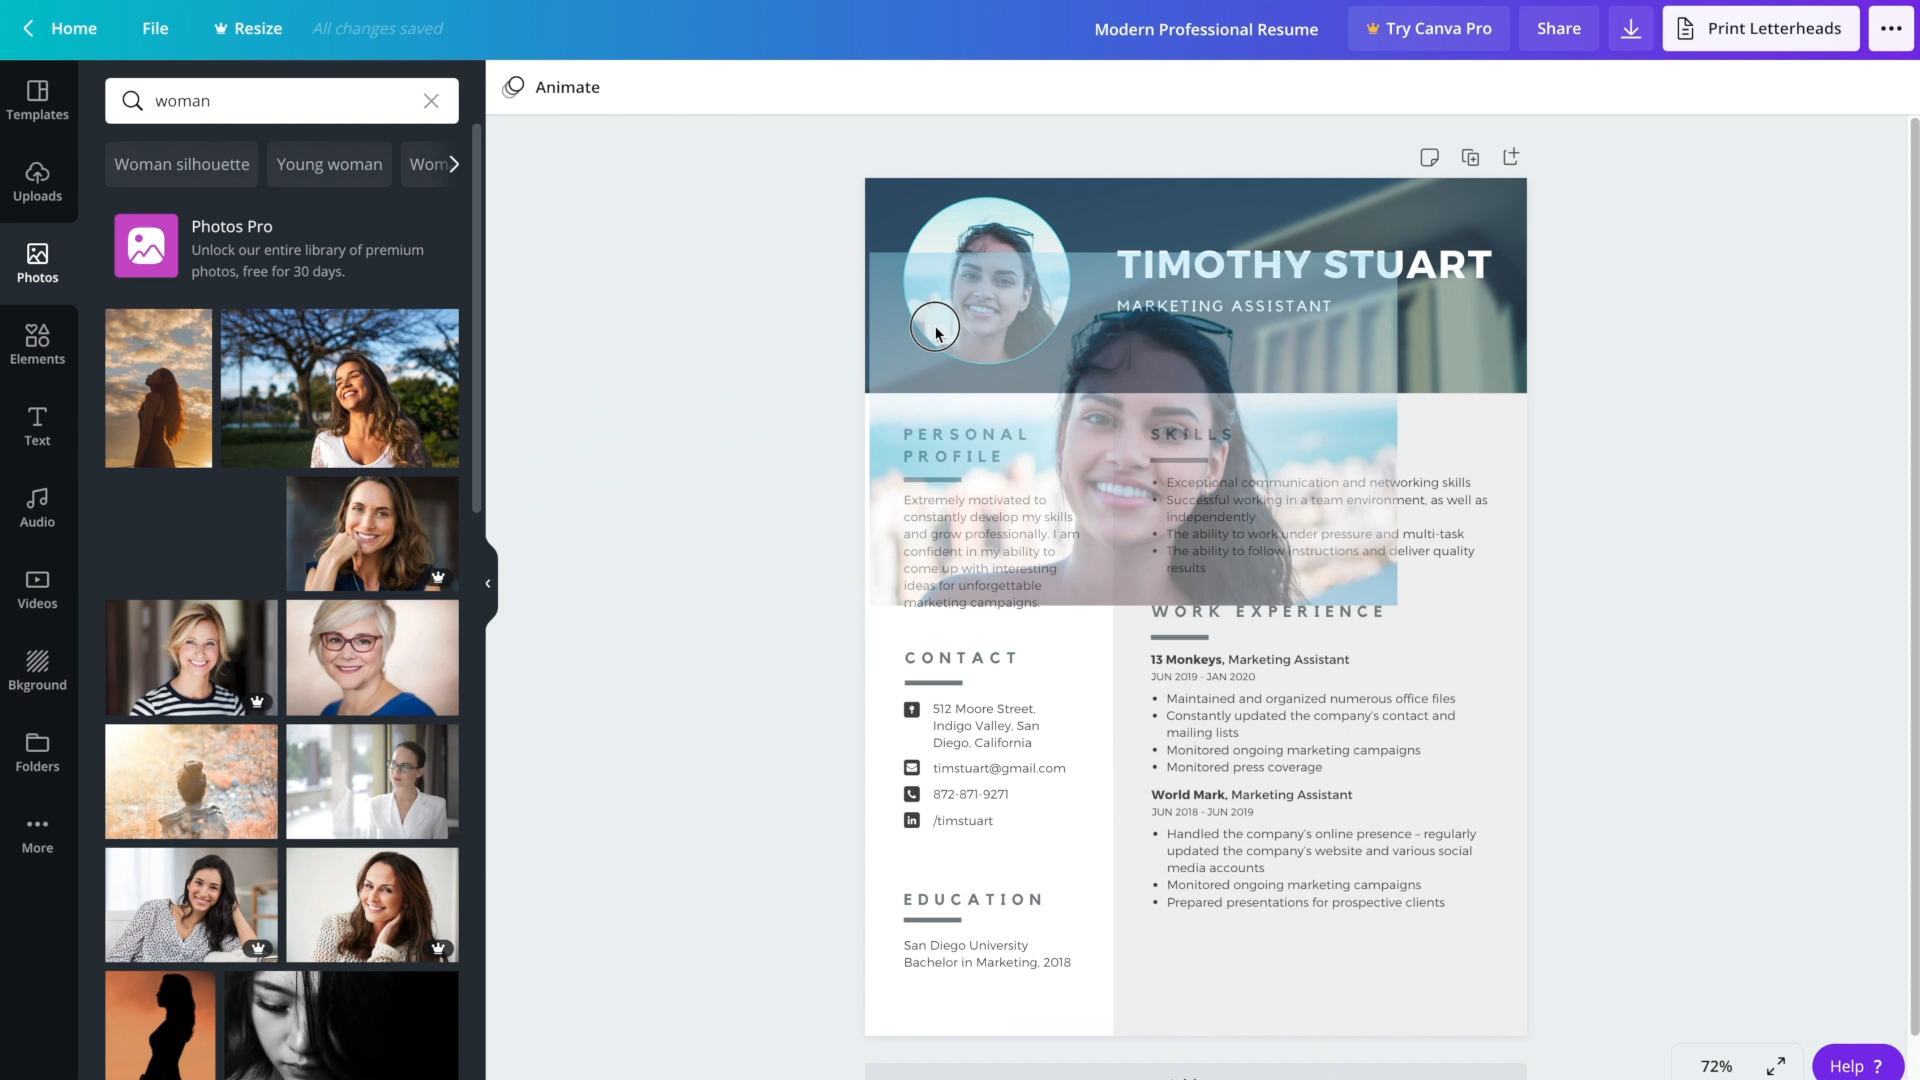 Home File Resize All changes saved Modern Professional Resume Try Canva Pro Share Print Letterheads
Templates
Uploads
Photos
Elements
Text
Audio
Videos
Bkground
Folders
More
woman
Woman silhouette Young woman Wom
Photos Pro
Unlock our entire library of premium
photos, free for 30 days.
Animate
TIMOTHY STUART
MARKETING ASSISTANT
PERSONAL
PROFILE
Extremely motivated to
constantly develop my skills
and grow professionally. I am
confident in my ability to
come up with interesting
ideas for unforgettable
marketing campaigns.
CONTACT
512 Moore Street,
Indigo Valley, San
Diego, California
timstuart@gmail.com
872-871-9271
/timstuart
EDUCATION
San Diego University
Bachelor in Marketing, 2018
SKILLS
• Exceptional communication and networking skills
• Successful working in a team environment, as well as
independently
• The ability to work under pressure and multi-task
• The ability to follow instructions and deliver quality
results
WORK EXPERIENCE
13 Monkeys, Marketing Assistant
JUN 2019 - JAN 2020
• Maintained and organized numerous office files
• Constantly updated the company's contact and
mailing lists
• Monitored ongoing marketing campaigns
• Monitored press coverage
World Mark, Marketing Assistant
JUN 2018 - JUN 2019
• Handled the company's online presence – regularly
updated the company's website and various social
media accounts
• Monitored ongoing marketing campaigns
• Prepared presentations for prospective clients
72%
Help ?